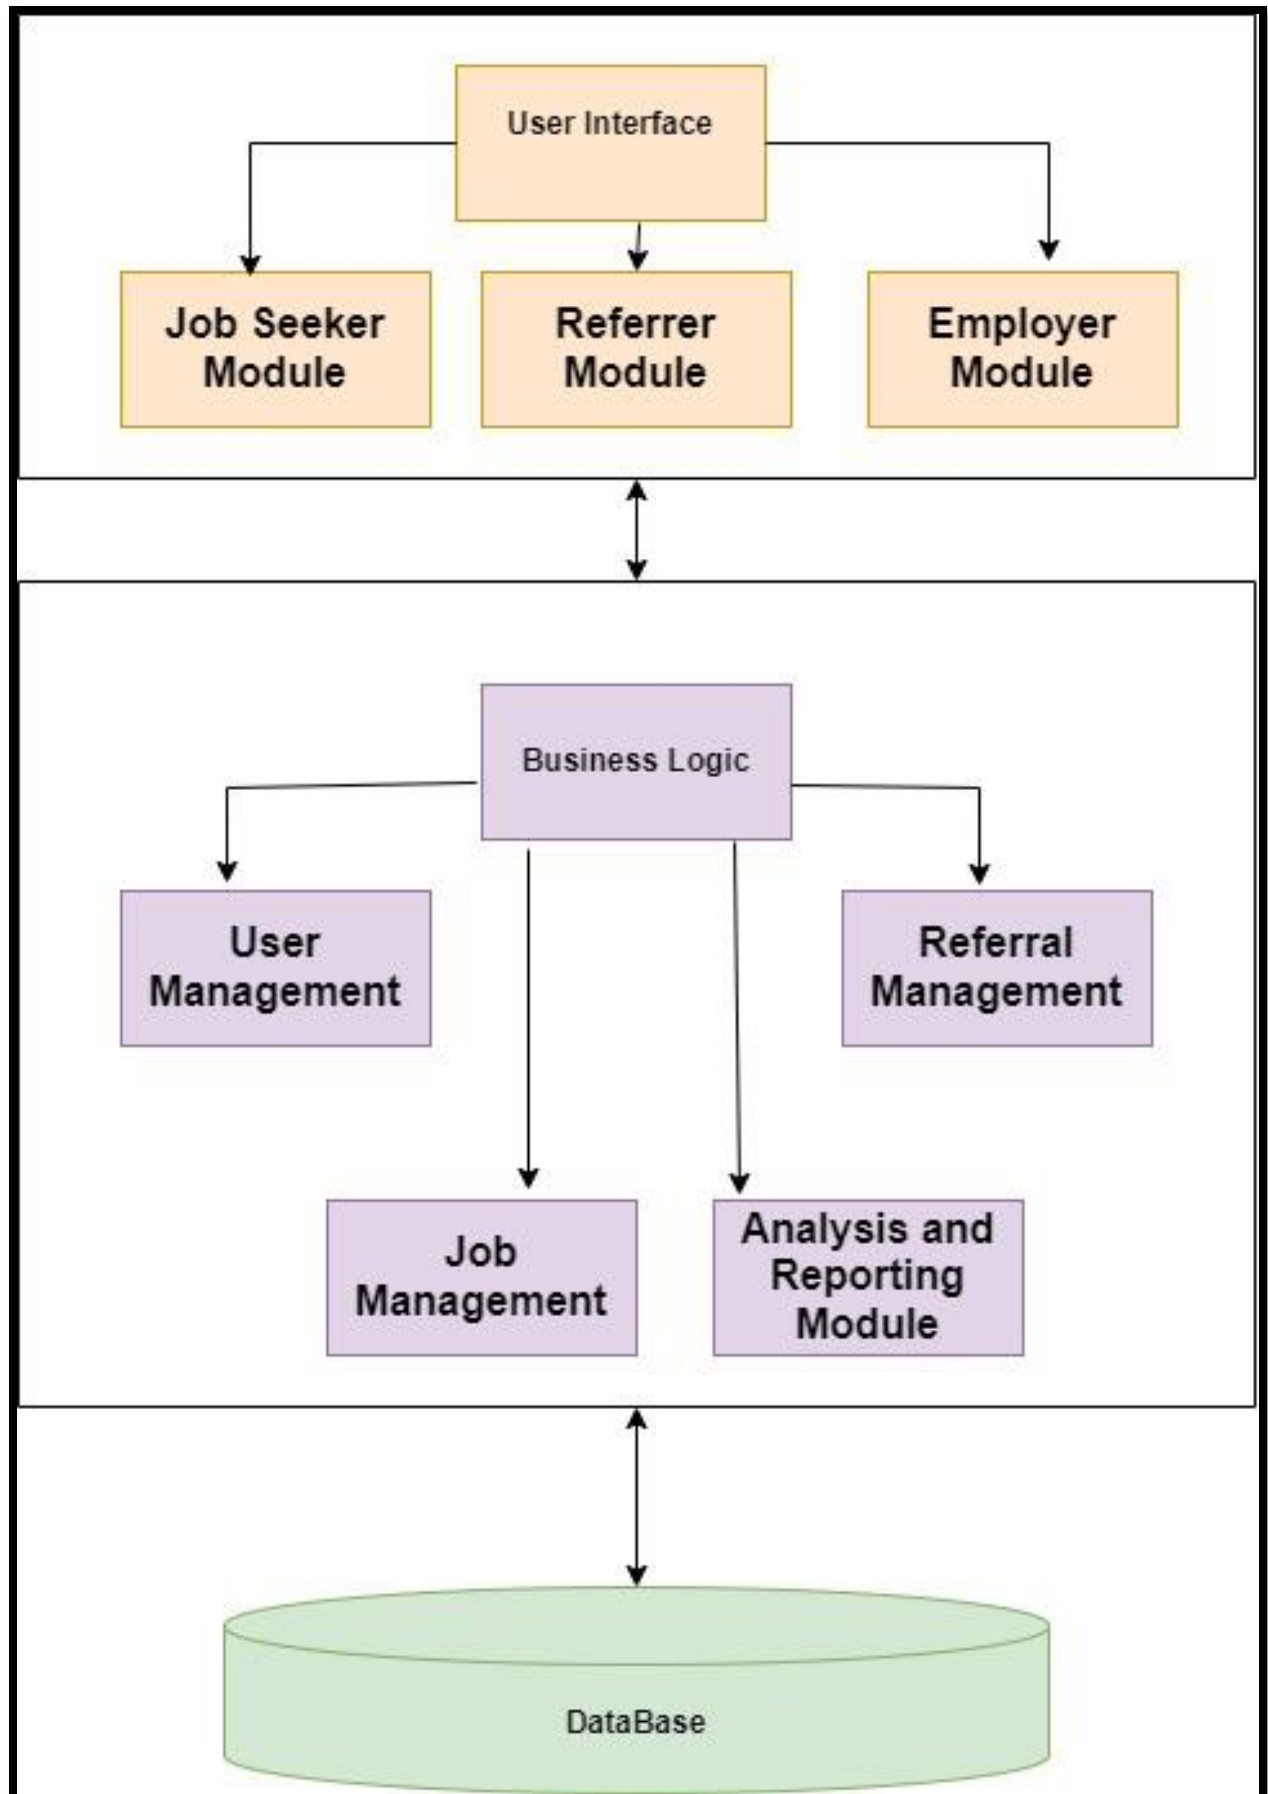 User Interface
Job Seeker
Module
Referrer
Module
Employer
Module
Business Logic
User
Management
Referral
Management
Job
Management
Analysis and
Reporting
Module
DataBase